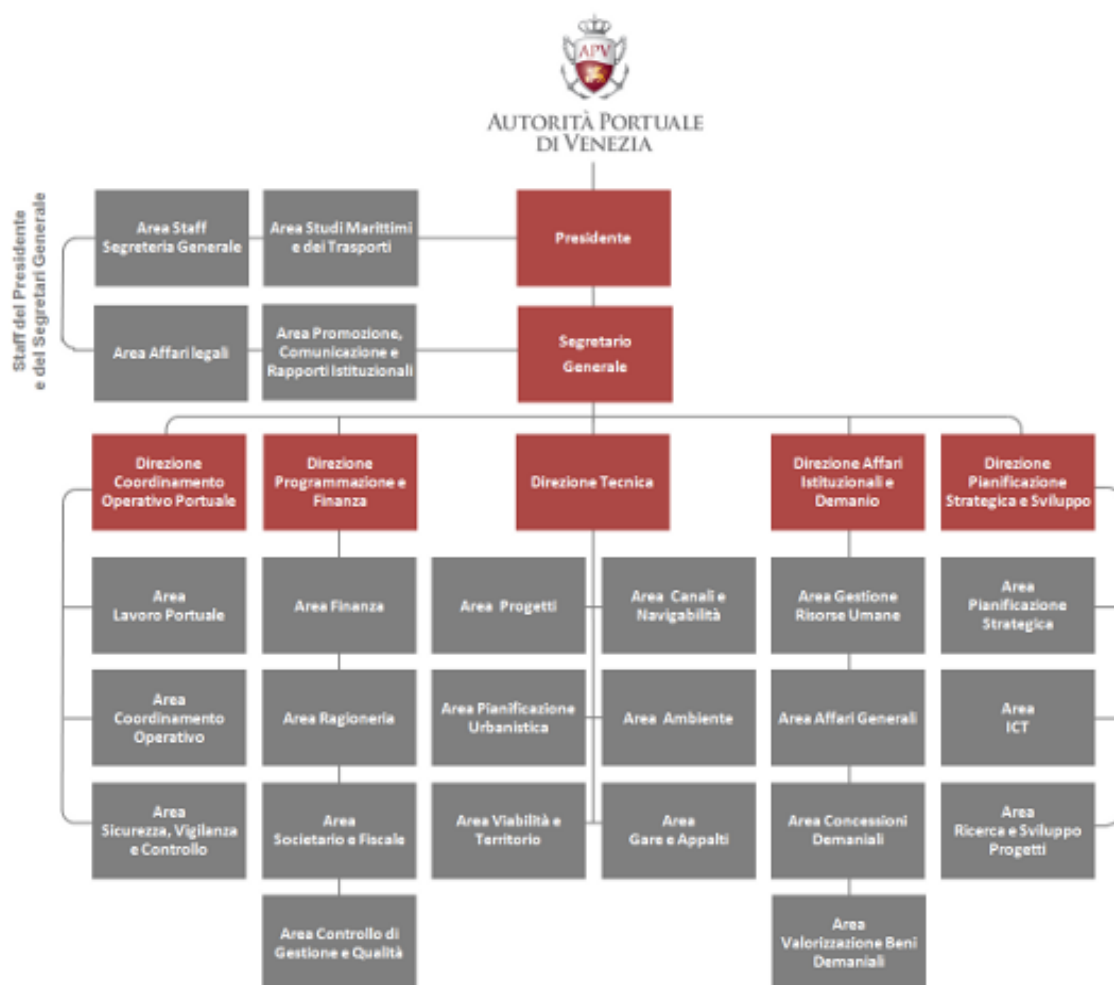 APV
AUTORITÀ PORTUALE
DI VENEZIA
Staff del Presidente
e del Segretari Generale
Area Staff
Segreteria Generale
Area Studi Marittimi
e dei Trasporti
Presidente
Area Affari legali
Area Promozione,
Comunicazione e
Rapporti Istituzionali
Segretario
Generale
Direzione
Coordinamento
Operativo Portuale
Direzione
Programmazione e
Finanza
Direzione Tecnica
Direzione Affari
Istituzionali e
Demanio
Direzione
Pianificazione
Strategica e Sviluppo
Area
Lavoro Portuale
Area Finanza
Area Progetti
Area Canali e
Navigabilità
Area Gestione
Risorse Umane
Area
Pianificazione
Strategica
Area
Coordinamento
Operativo
Area Ragioneria
Area Pianificazione
Urbanistica
Area Ambiente
Area Affari Generali
Area
ICT
Area
Sicurezza, Vigilanza
e Controllo
Area
Societario e Fiscale
Area Viabilità e
Territorio
Area
Gare e Appalti
Area Concessioni
Demaniali
Area
Ricerca e Sviluppo
Progetti
Area Controllo di
Gestione e Qualità
Area
Valorizzazione Beni
Demaniali